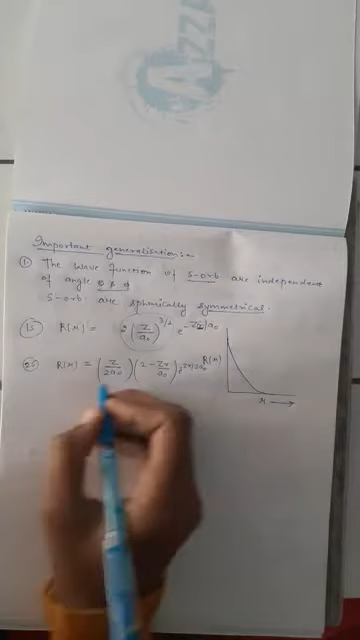 AZZL
Important generalisation:-
① The wave function of s-orb are independent
of angle θ & ϕ
s-orb. are spherically symmetrical.
1s R(r) = 2 (Z/a₀)^3/2 e^-Zr/a₀
2s R(r) = (Z/2a₀)(2 - Zr/a₀) e^Zr/2a₀
R(r)
r →